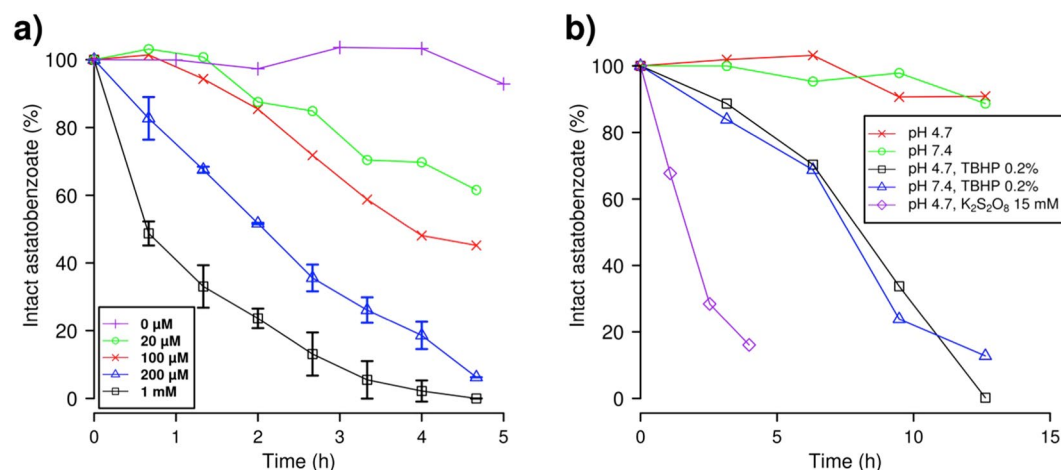 a)
Intact astatobenzoate (%)
100
80
60
40
20
0
0 μM
20 μM
100 μM
200 μM
1 mM
0 1 2 3 4 5
Time (h)
b)
Intact astatobenzoate (%)
100
80
60
40
20
0
pH 4.7
pH 7.4
pH 4.7, TBHP 0.2%
pH 7.4, TBHP 0.2%
pH 4.7, K₂S₂O₈ 15 mM
0 5 10 15
Time (h)